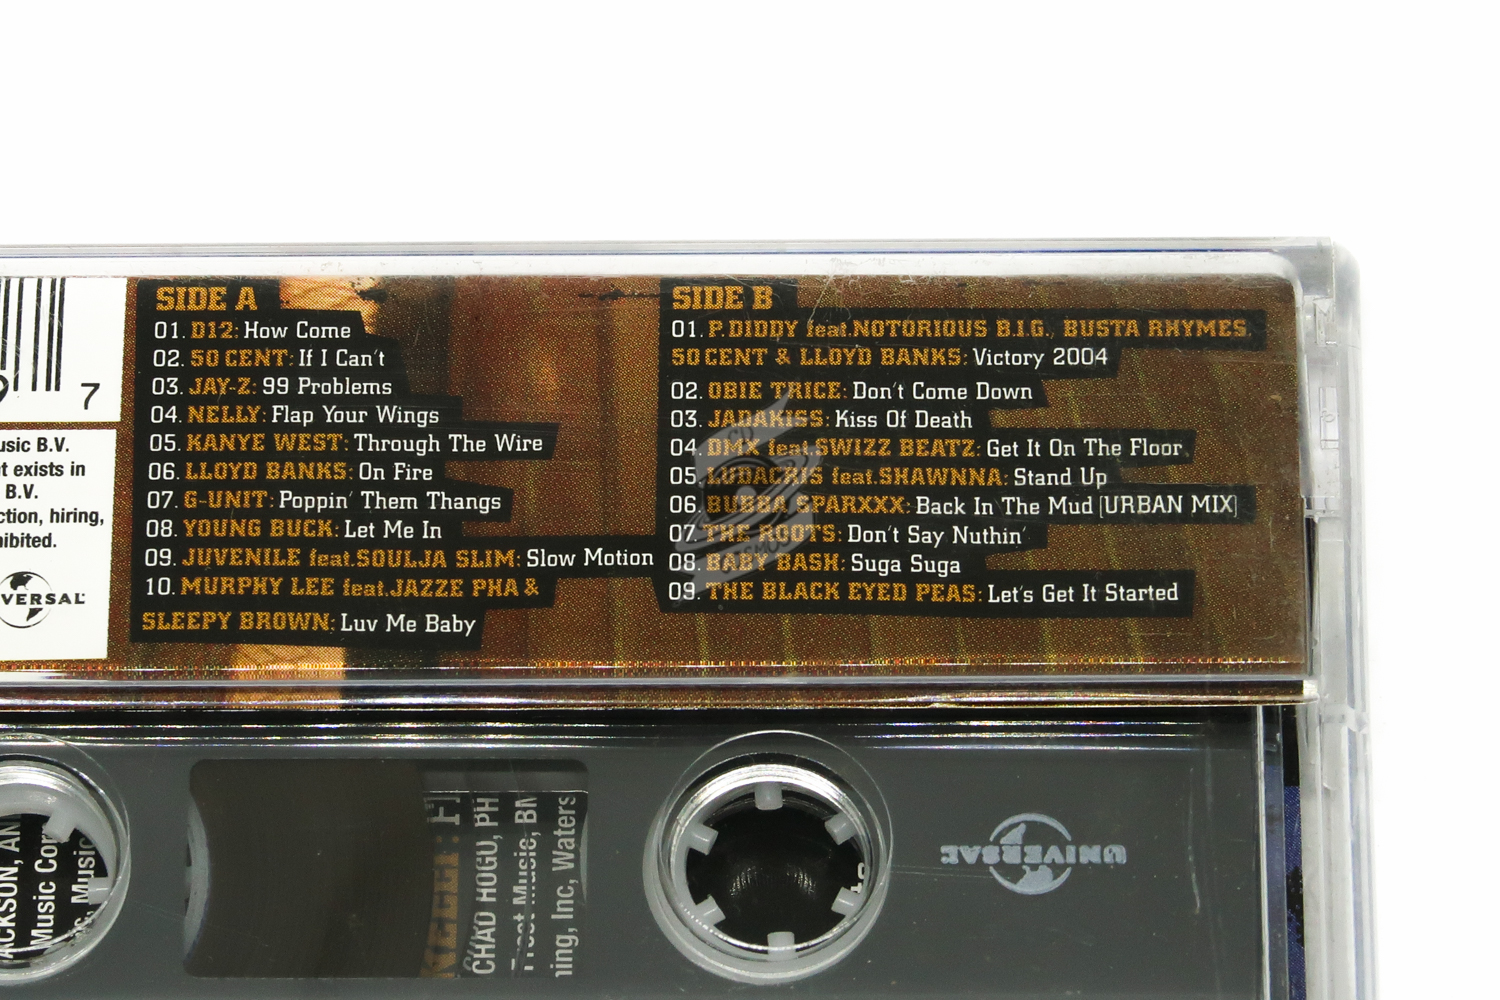 SIDE A
01. D12: How Come
02. 50 CENT: If I Can't
03. JAY-Z: 99 Problems
04. NELLY: Flap Your Wings
05. KANYE WEST: Through The Wire
06. LLOYD BANKS: On Fire
07. G-UNIT: Poppin' Them Thangs
08. YOUNG BUCK: Let Me In
09. JUVENILE feat.SOULJA SLIM: Slow Motion
10. MURPHY LEE feat.JAZZE PHA &
SLEEPY BROWN: Luv Me Baby
SIDE B
01. P.DIDDY feat.NOTORIOUS B.I.G., BUSTA RHYMES,
50 CENT & LLOYD BANKS: Victory 2004
02. OBIE TRICE: Don't Come Down
03. JADAKISS: Kiss Of Death
04. DMX feat.SWIZZ BEATZ: Get It On The Floor
05. LUDACRIS feat.SHAWNNA: Stand Up
06. BUBBA SPARXXX: Back In The Mud [URBAN MIX]
07. THE ROOTS: Don't Say Nuthin'
08. BABY BASH: Suga Suga
09. THE BLACK EYED PEAS: Let's Get It Started
7
usic B.V.
t exists in
B.V.
ction, hiring,
hibited.
VERSAL
ACKSON, AN
Music Cor
Music
CHAD HOGU, PH
Music, BM
ing, Inc, Waters
UNIVERSAL